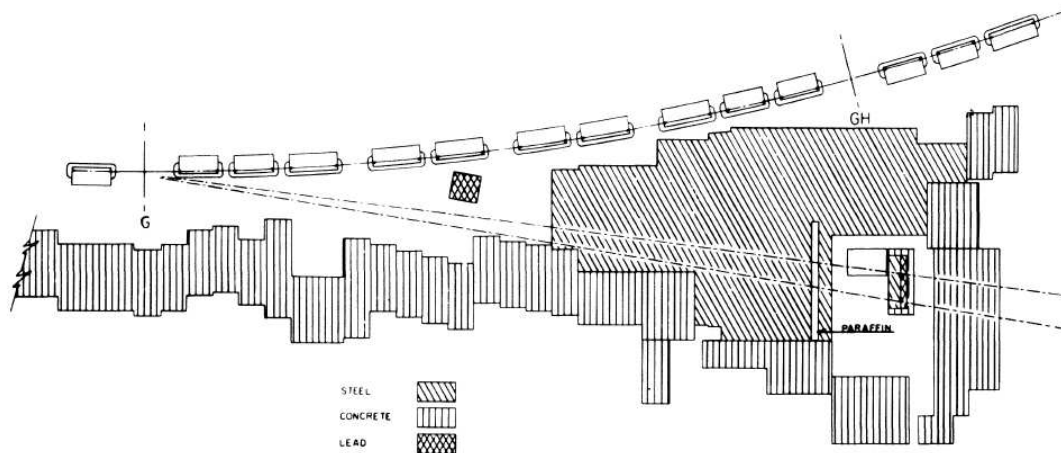 GH
G
PARAFFIN
STEEL
CONCRETE
LEAD